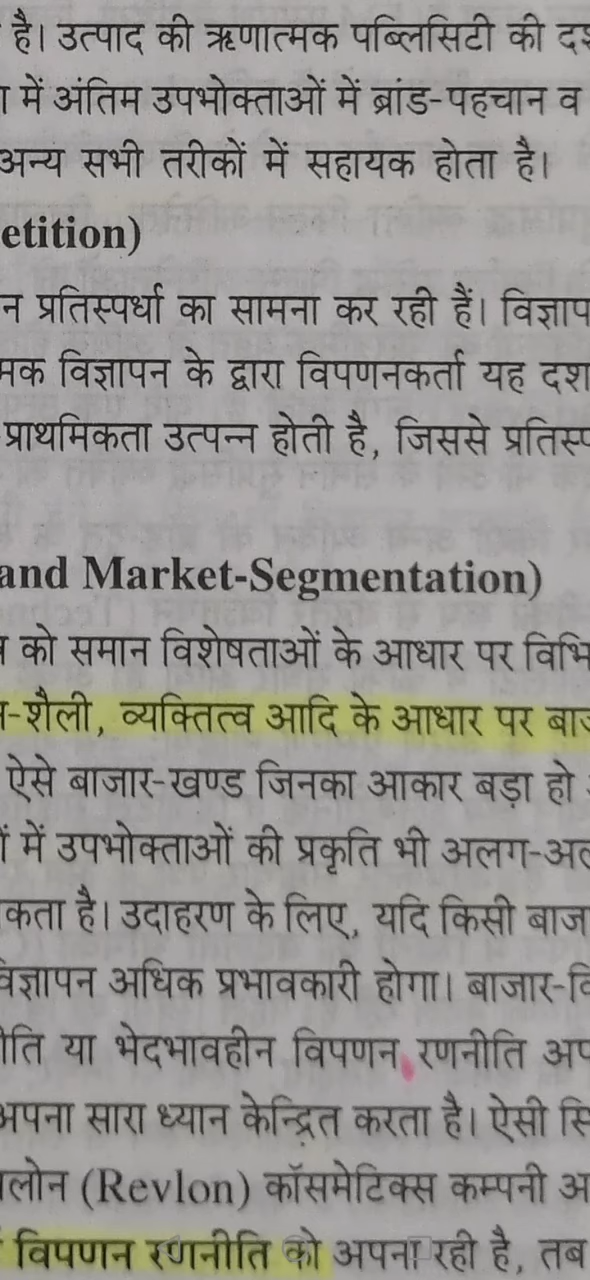 है। उत्पाद की ऋणात्मक पब्लिसिटी की
में अंतिम उपभोक्ताओं में ब्रांड-पहचान व
अन्य सभी तरीकों में सहायक होता है।
etition)
न प्रतिस्पर्धा का सामना कर रही हैं। विज्ञाप
मक विज्ञापन के द्वारा विपणनकर्ता यह दश
प्राथमिकता उत्पन्न होती है, जिससे प्रतिस्प
and Market-Segmentation)
को समान विशेषताओं के आधार पर विभि
-शैली, व्यक्तित्व आदि के आधार पर बाज
ऐसे बाजार-खण्ड जिनका आकार बड़ा हो
में उपभोक्ताओं की प्रकृति भी अलग-अल
कता है। उदाहरण के लिए, यदि किसी बाज
विज्ञापन अधिक प्रभावकारी होगा। बाजार-वि
ीति या भेदभावहीन विपणन रणनीति अप
अपना सारा ध्यान केन्द्रित करता है। ऐसी स्थि
लोन (Revlon) कॉसमेटिक्स कम्पनी अ
विपणन रणनीति को अपना रही है, तब